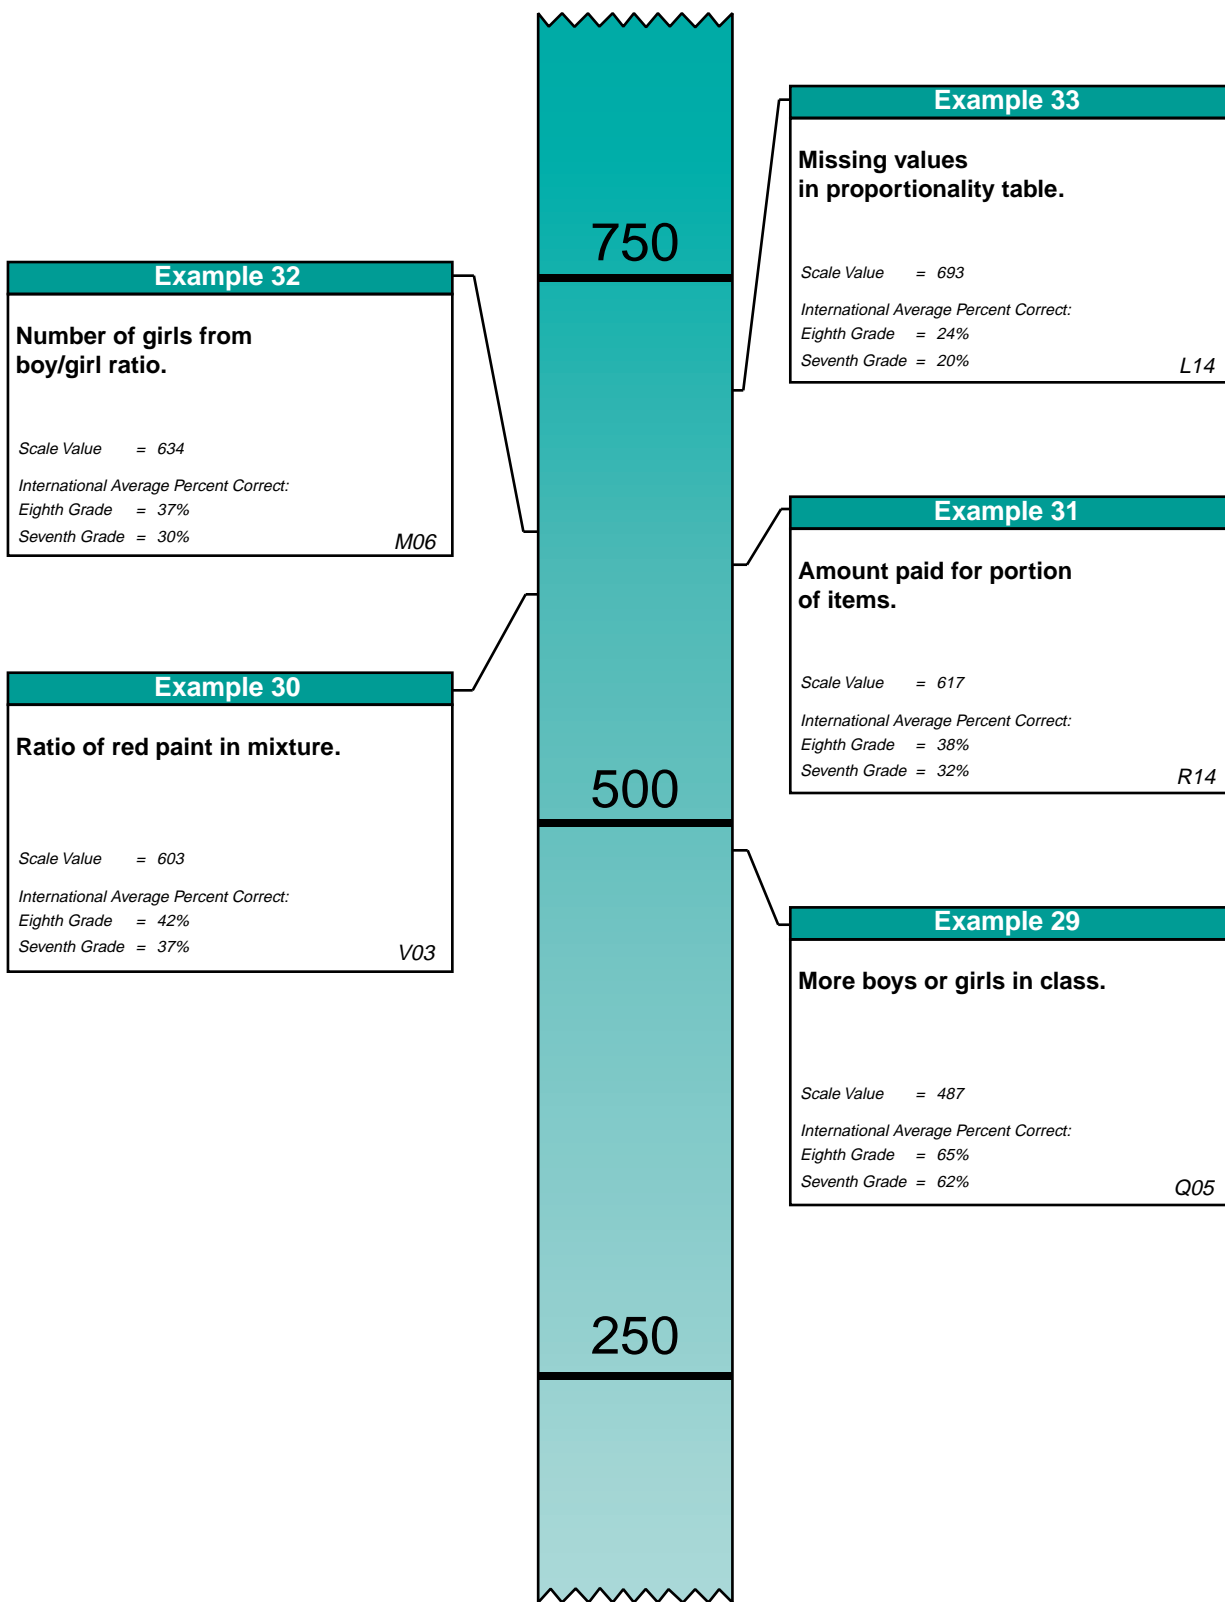 Example 33
Missing values
in proportionality table.
Scale Value = 693
International Average Percent Correct:
Eighth Grade = 24%
Seventh Grade = 20%
L14
750
Example 32
Number of girls from
boy/girl ratio.
Scale Value = 634
International Average Percent Correct:
Eighth Grade = 37%
Seventh Grade = 30%
M06
Example 31
Amount paid for portion
of items.
Scale Value = 617
International Average Percent Correct:
Eighth Grade = 38%
Seventh Grade = 32%
R14
Example 30
Ratio of red paint in mixture.
Scale Value = 603
International Average Percent Correct:
Eighth Grade = 42%
Seventh Grade = 37%
V03
500
Example 29
More boys or girls in class.
Scale Value = 487
International Average Percent Correct:
Eighth Grade = 65%
Seventh Grade = 62%
Q05
250